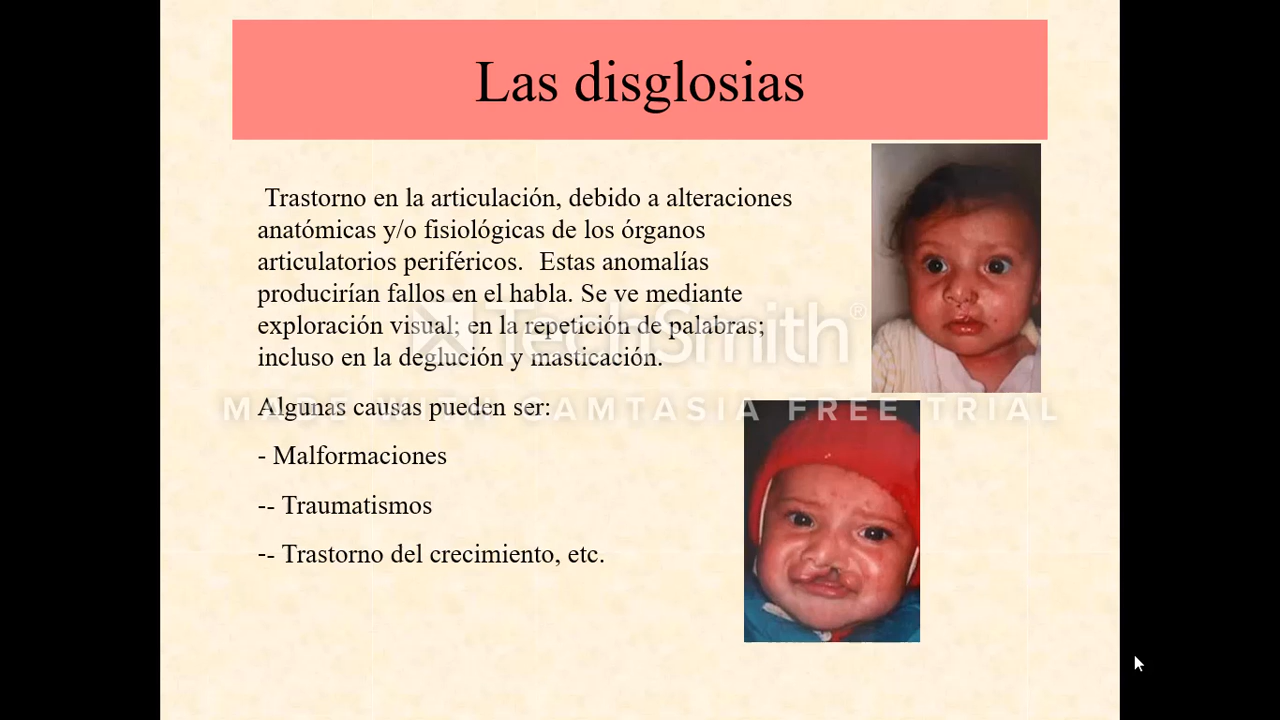 Las disglosias
Trastorno en la articulación, debido a alteraciones
anatómicas y/o fisiológicas de los órganos
articulatorios periféricos.  Estas anomalías
producirían fallos en el habla. Se ve mediante
exploración visual; en la repetición de palabras;
incluso en la deglución y masticación.
TechSmith®
MADE WITH CAMTASIA FREE TRIAL
Algunas causas pueden ser:
- Malformaciones
-- Traumatismos
-- Trastorno del crecimiento, etc.